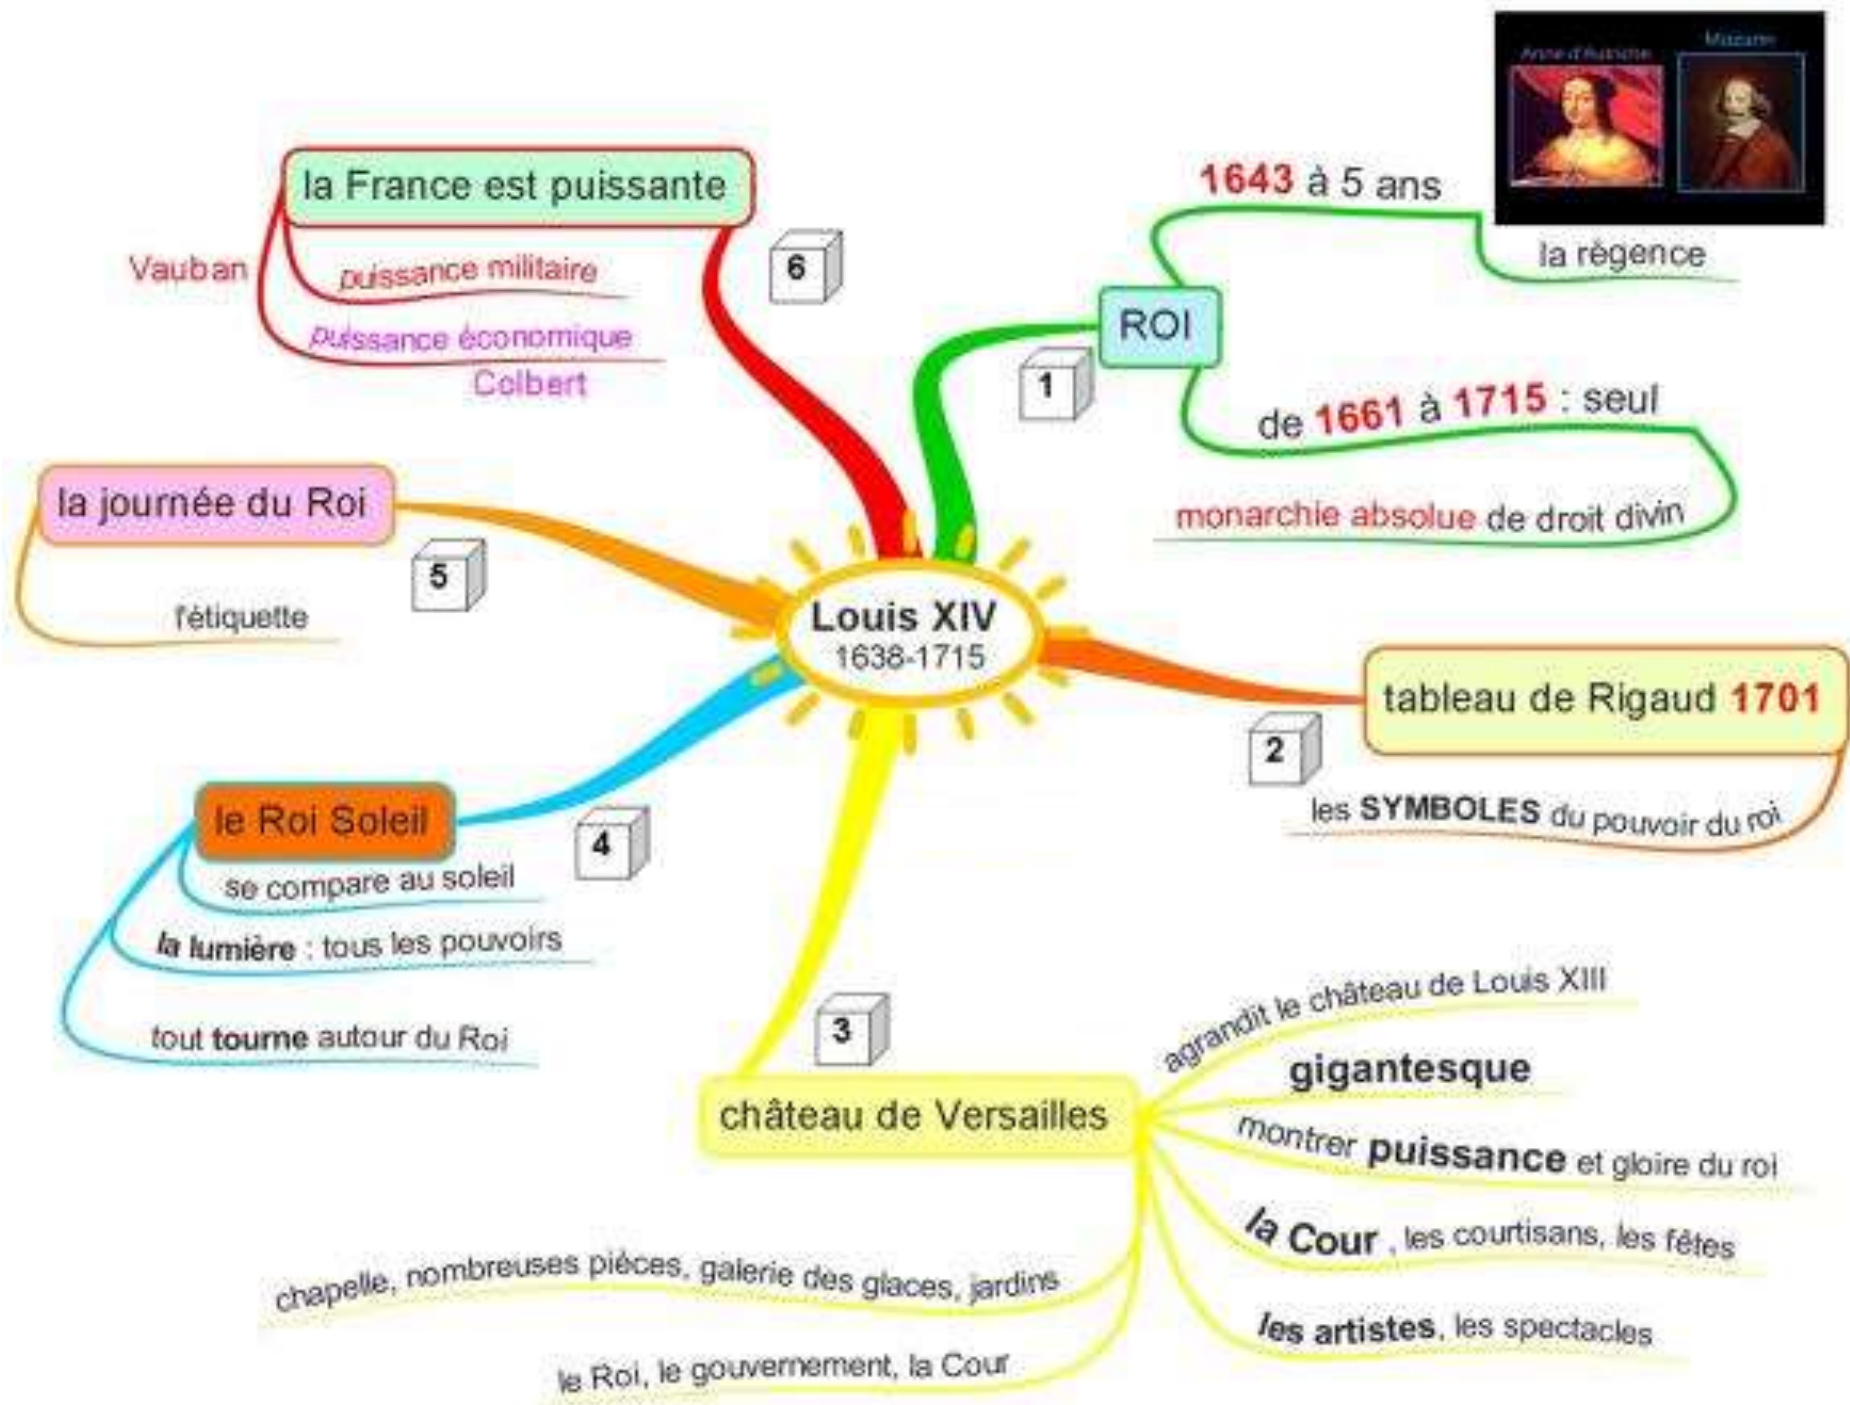 Louis XIV
1638-1715
1
ROI
1643 à 5 ans
la régence
Anne d'Autriche
Mazarin
de 1661 à 1715 : seul
monarchie absolue de droit divin
2
tableau de Rigaud 1701
les SYMBOLES du pouvoir du roi
3
château de Versailles
agrandit le château de Louis XIII
gigantesque
montrer puissance et gloire du roi
la Cour , les courtisans, les fêtes
les artistes, les spectacles
chapelle, nombreuses pièces, galerie des glaces, jardins
le Roi, le gouvernement, la Cour
4
le Roi Soleil
se compare au soleil
la lumière : tous les pouvoirs
tout tourne autour du Roi
5
la journée du Roi
l'étiquette
6
la France est puissante
Vauban
puissance militaire
puissance économique
Colbert